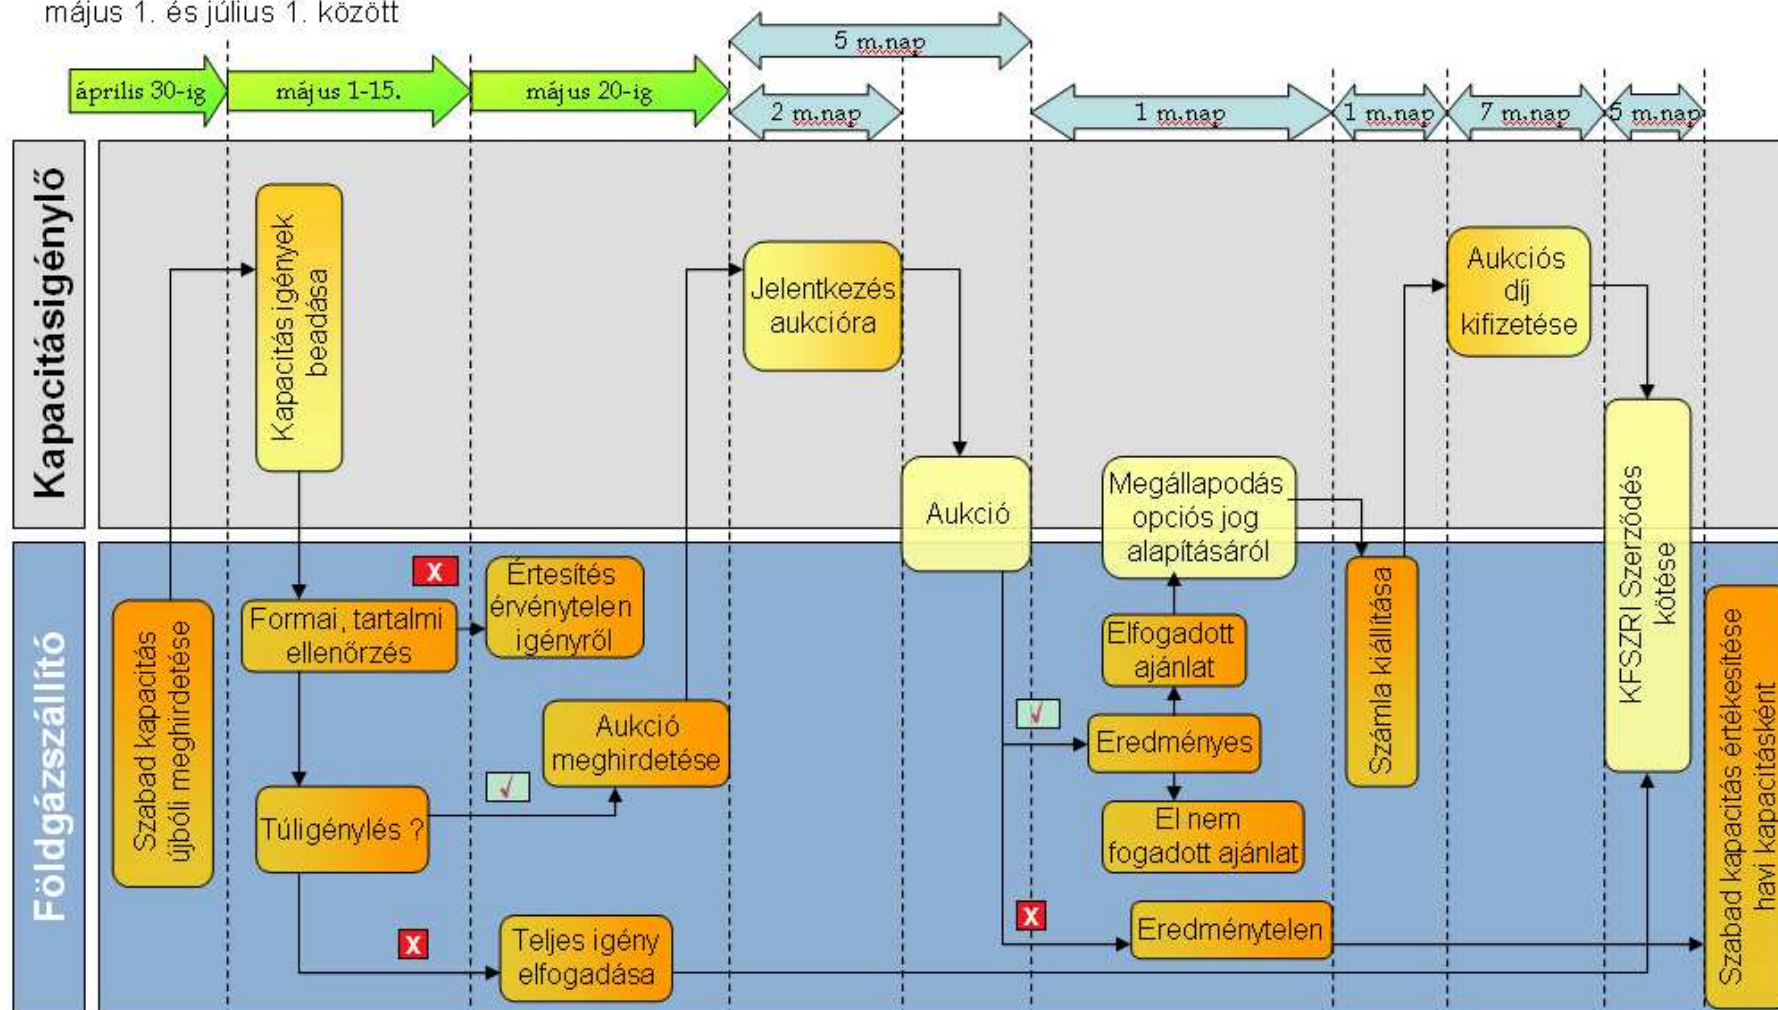 május 1. és július 1. között
5 m.nap
április 30-ig
május 1-15.
május 20-ig
2 m.nap
1 m.nap
1 m.nap
7 m.nap
5 m.nap
Kapacitásigénylő
Kapacitás igények
beadása
Jelentkezés
aukcióra
Aukciós
díj
kifizetése
Aukció
Megállapodás
opciós jog
alapításáról
KFSZRI Szerződés
kötése
Földgázszállító
Szabad kapacitás
újbóli meghirdetése
Formai, tartalmi
ellenőrzés
X
Értesítés
érvénytelen
igényről
Elfogadott
ajánlat
Számla kiállítása
Aukció
meghirdetése
√
Eredményes
√
Túligénylés ?
El nem
fogadott ajánlat
X
Teljes igény
elfogadása
X
Eredménytelen
Szabad kapacitás értékesítése
havi kapacitásként